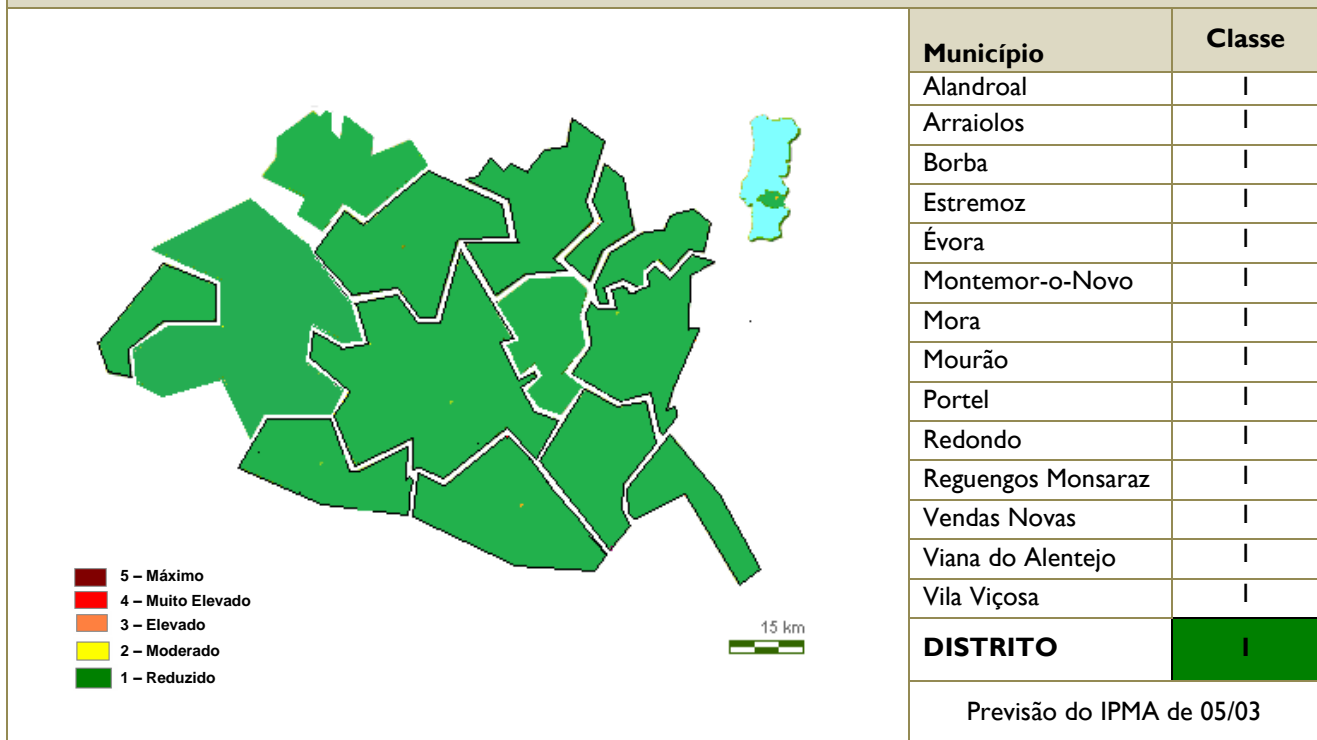 5 – Máximo
4 – Muito Elevado
3 – Elevado
2 – Moderado
1 – Reduzido
15 km
Município Classe
Alandroal 1
Arraiolos 1
Borba 1
Estremoz 1
Évora 1
Montemor-o-Novo 1
Mora 1
Mourão 1
Portel 1
Redondo 1
Reguengos Monsaraz 1
Vendas Novas 1
Viana do Alentejo 1
Vila Viçosa 1
DISTRITO 1
Previsão do IPMA de 05/03